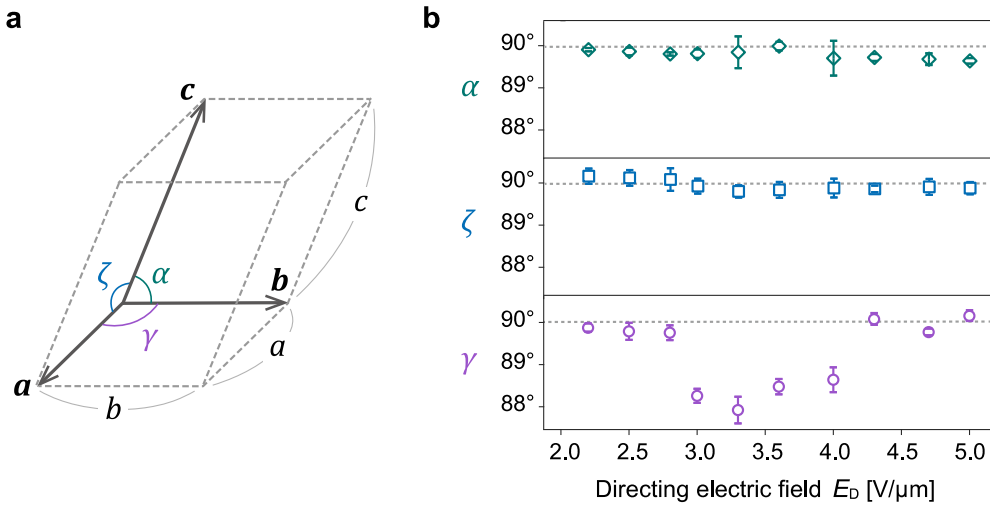 a
c
c
ζ
α
b
γ
a
a
b
b
90°
α
89°
88°
90°
ζ
89°
88°
90°
γ
89°
88°
2.0 2.5 3.0 3.5 4.0 4.5 5.0
Directing electric field E_D [V/μm]